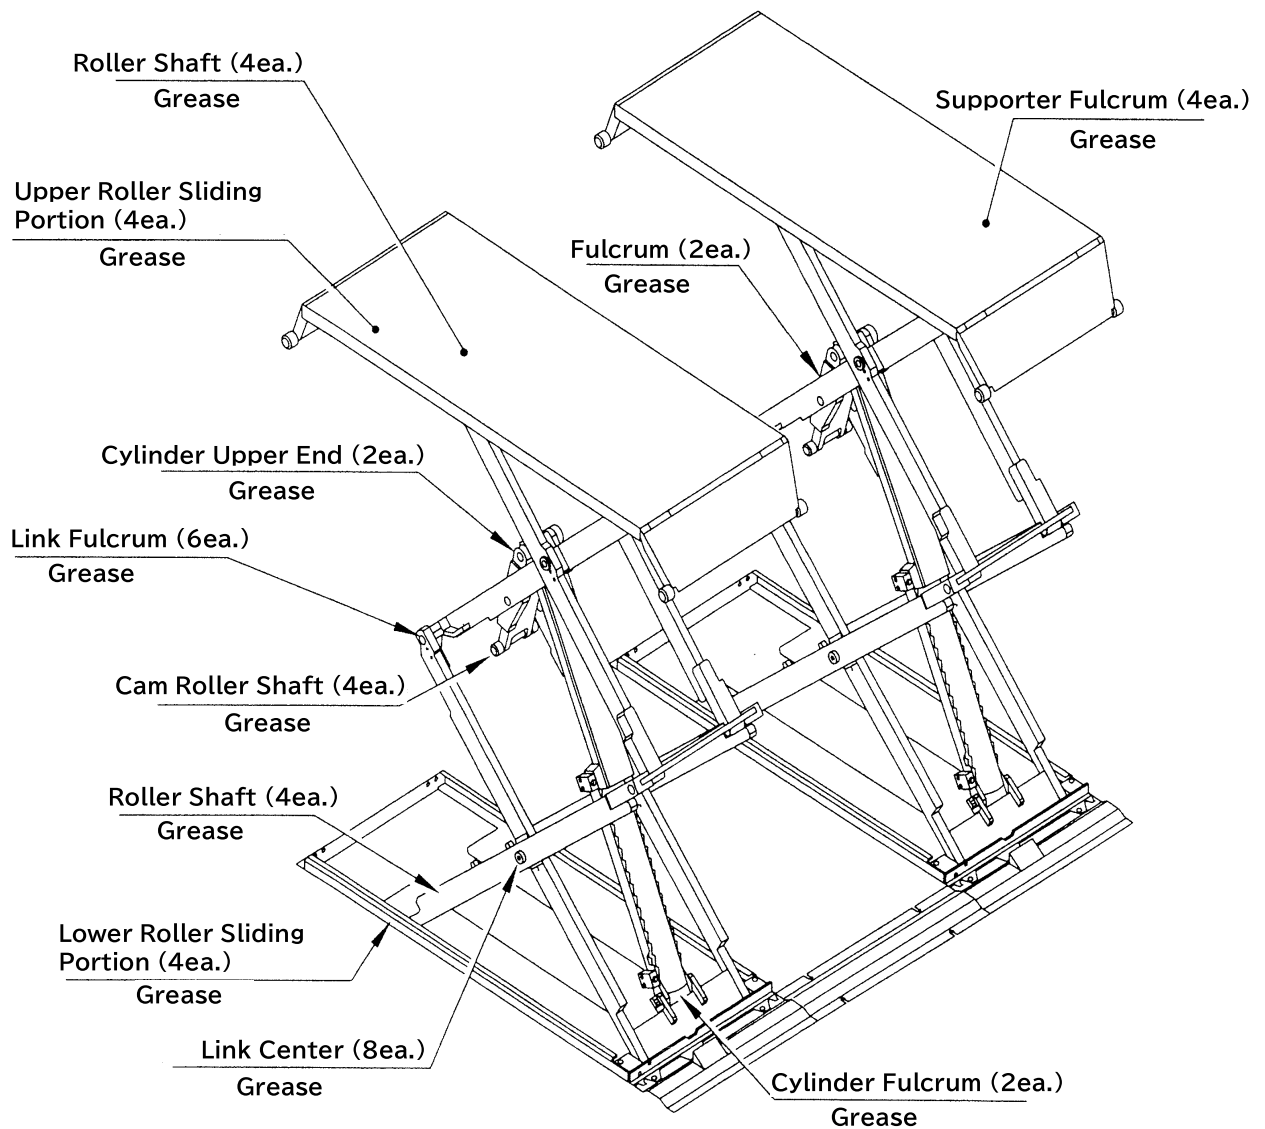 Roller Shaft (4ea.)
Grease
Supporter Fulcrum (4ea.)
Grease
Upper Roller Sliding
Portion (4ea.)
Grease
Fulcrum (2ea.)
Grease
Cylinder Upper End (2ea.)
Grease
Link Fulcrum (6ea.)
Grease
Cam Roller Shaft (4ea.)
Grease
Roller Shaft (4ea.)
Grease
Lower Roller Sliding
Portion (4ea.)
Grease
Link Center (8ea.)
Grease
Cylinder Fulcrum (2ea.)
Grease